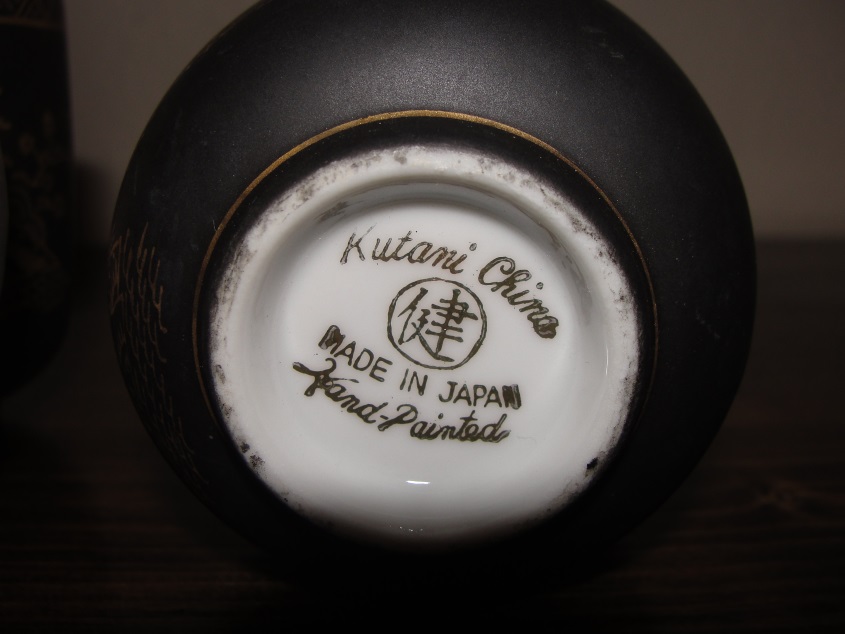 Kutani China
健
MADE IN JAPAN
Hand-Painted